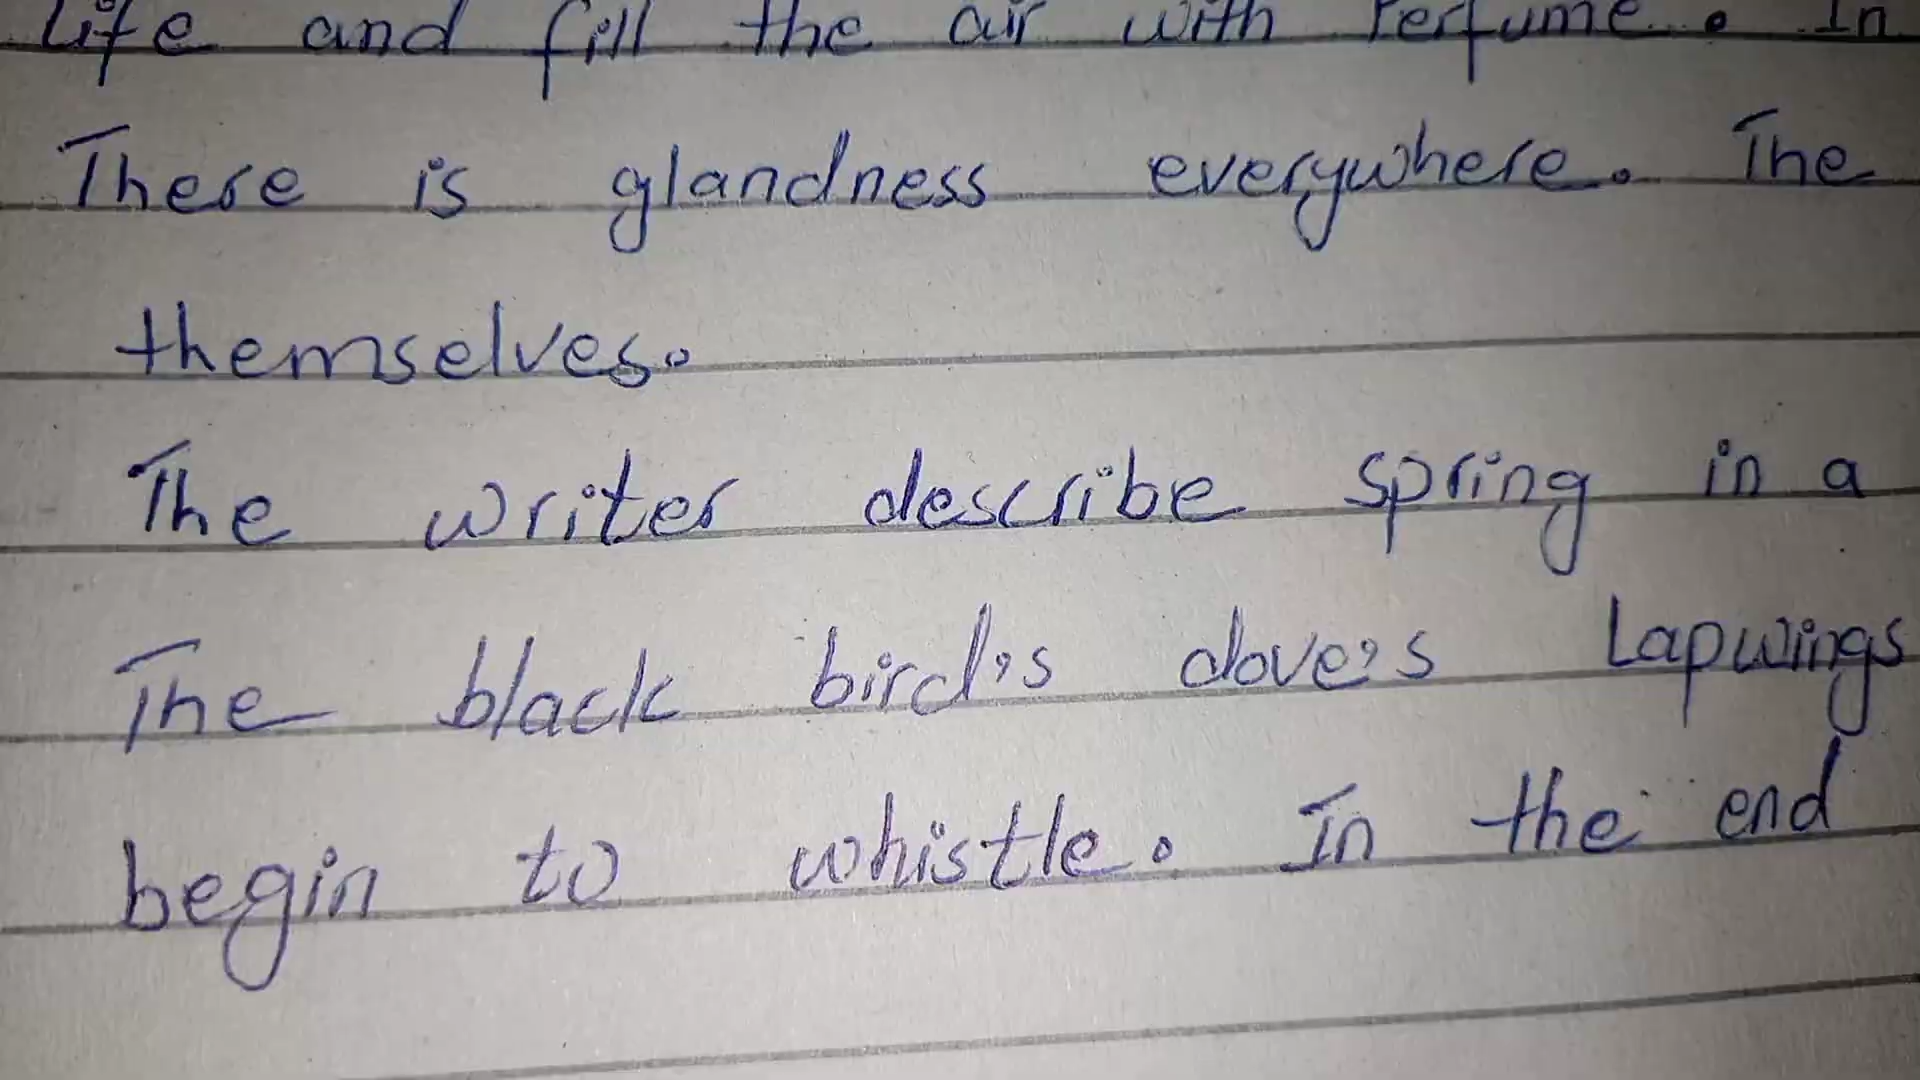 life and fill the air with Perfume. In
There is glandness everywhere. The
themselves.
The writer describe spring in a
The black bird's dove's Lapwings
begin to whistle. In the end